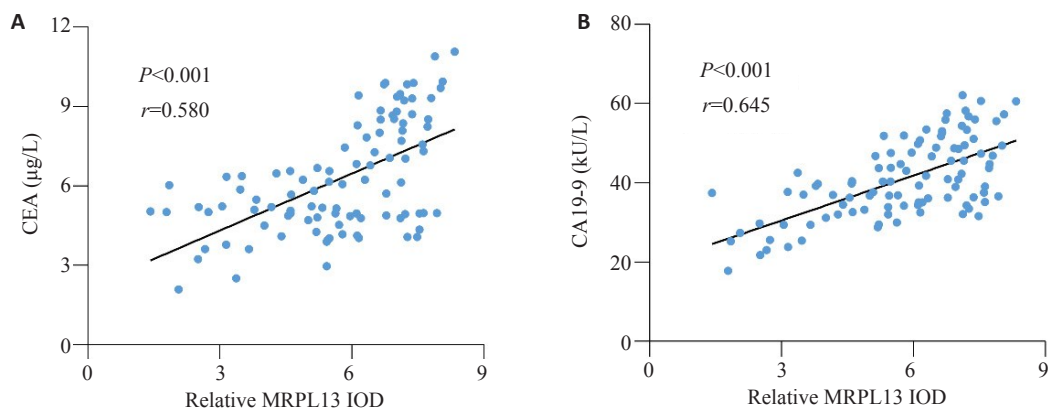 A
12
9
6
3
0
CEA (μg/L)
P<0.001
r=0.580
0
3
6
9
Relative MRPL13 IOD
B
80
60
40
20
0
CA19-9 (kU/L)
P<0.001
r=0.645
0
3
6
9
Relative MRPL13 IOD